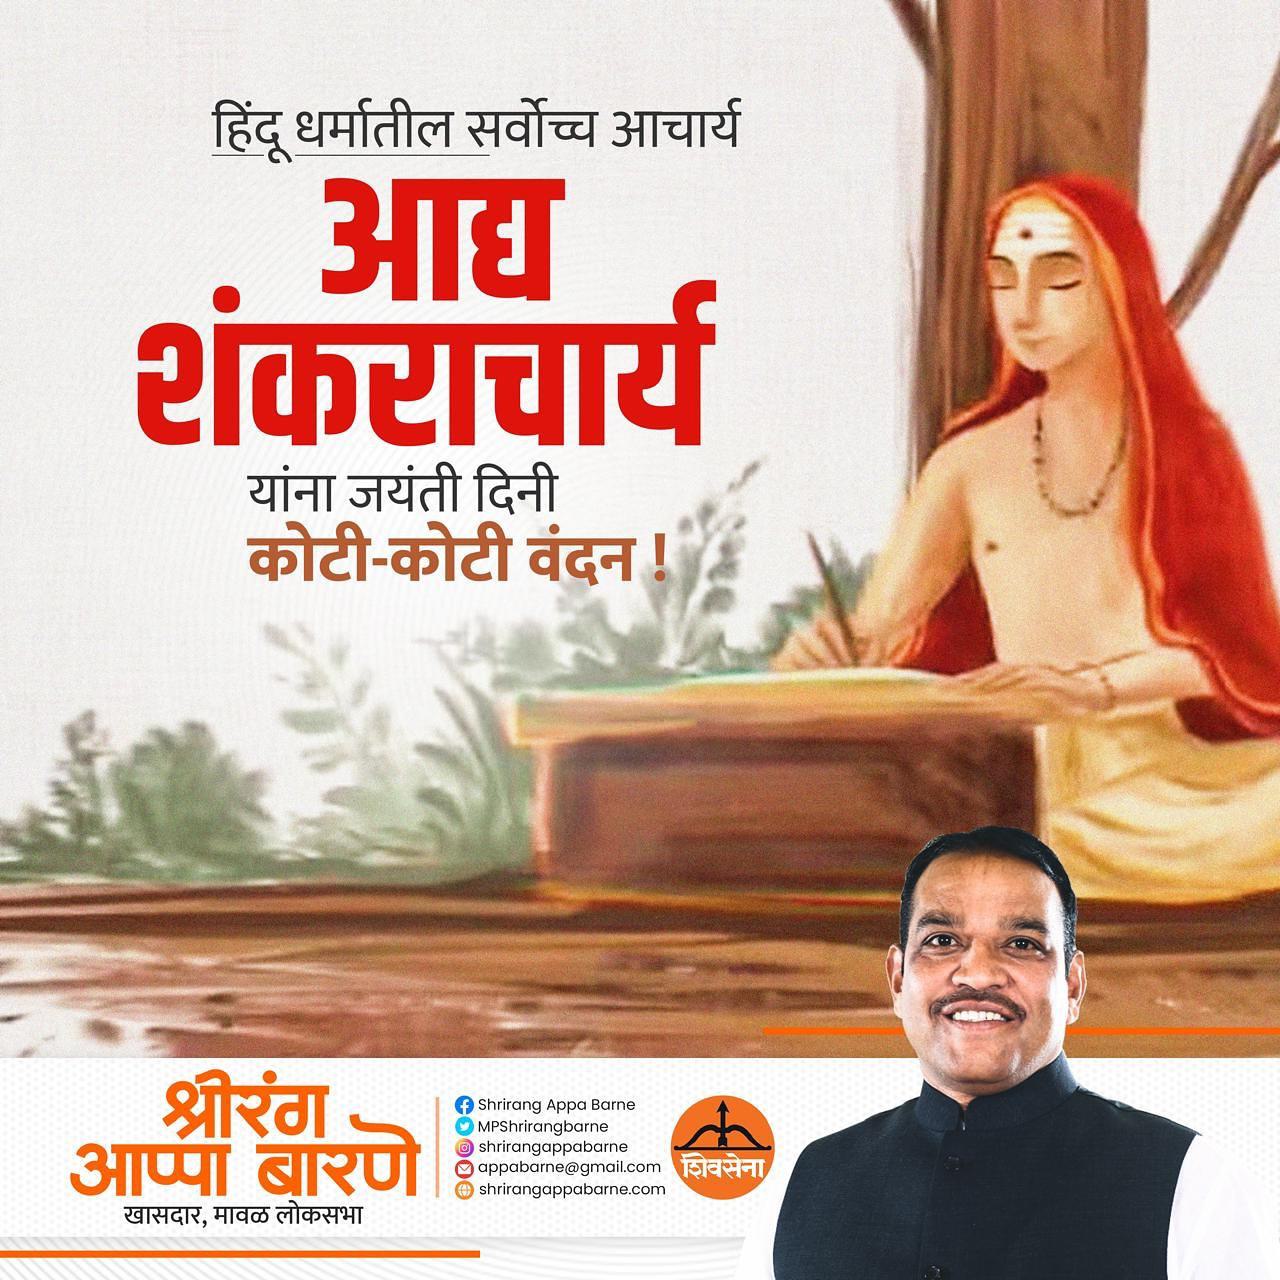 हिंदू धर्मातील सर्वोच्च आचार्य
आद्य
शंकराचार्य
यांना जयंती दिनी
कोटी-कोटी वंदन !
श्रीरंग
आप्पा बारणे
खासदार, मावळ लोकसभा
Shrirang Appa Barne
MPShrirangbarne
shrirangappabarne
appabarne@gmail.com
shrirangappabarne.com
शिवसेना